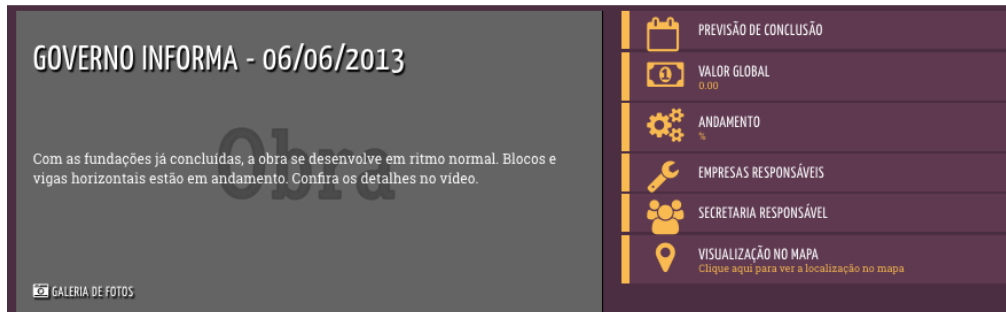 GOVERNO INFORMA - 06/06/2013
Obra
Com as fundações já concluídas, a obra se desenvolve em ritmo normal. Blocos e
vigas horizontais estão em andamento. Confira os detalhes no vídeo.
GALERIA DE FOTOS
PREVISÃO DE CONCLUSÃO
VALOR GLOBAL
0.00
ANDAMENTO
%
EMPRESAS RESPONSÁVEIS
SECRETARIA RESPONSÁVEL
VISUALIZAÇÃO NO MAPA
Clique aqui para ver a localização no mapa